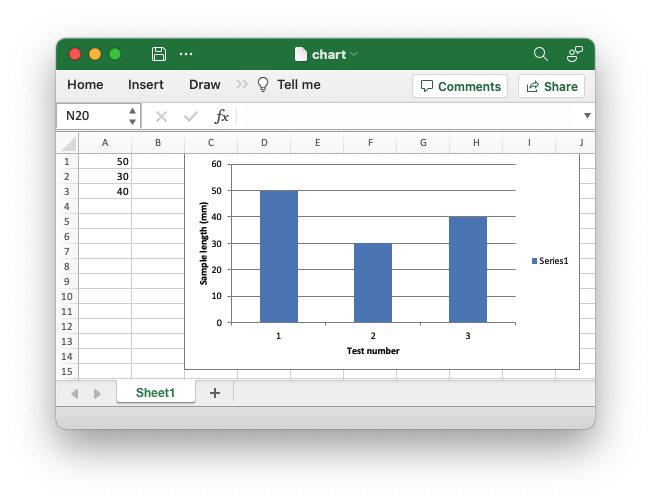 chart
Home Insert Draw Tell me Comments Share
N20 fx
A B C D E F G H I J
1 50
2 30
3 40
4
5
6
7
8
9
10
11
12
13
14
15
60
50
40
30
20
10
0
Sample length (mm)
1 2 3
Test number
Series1
Sheet1